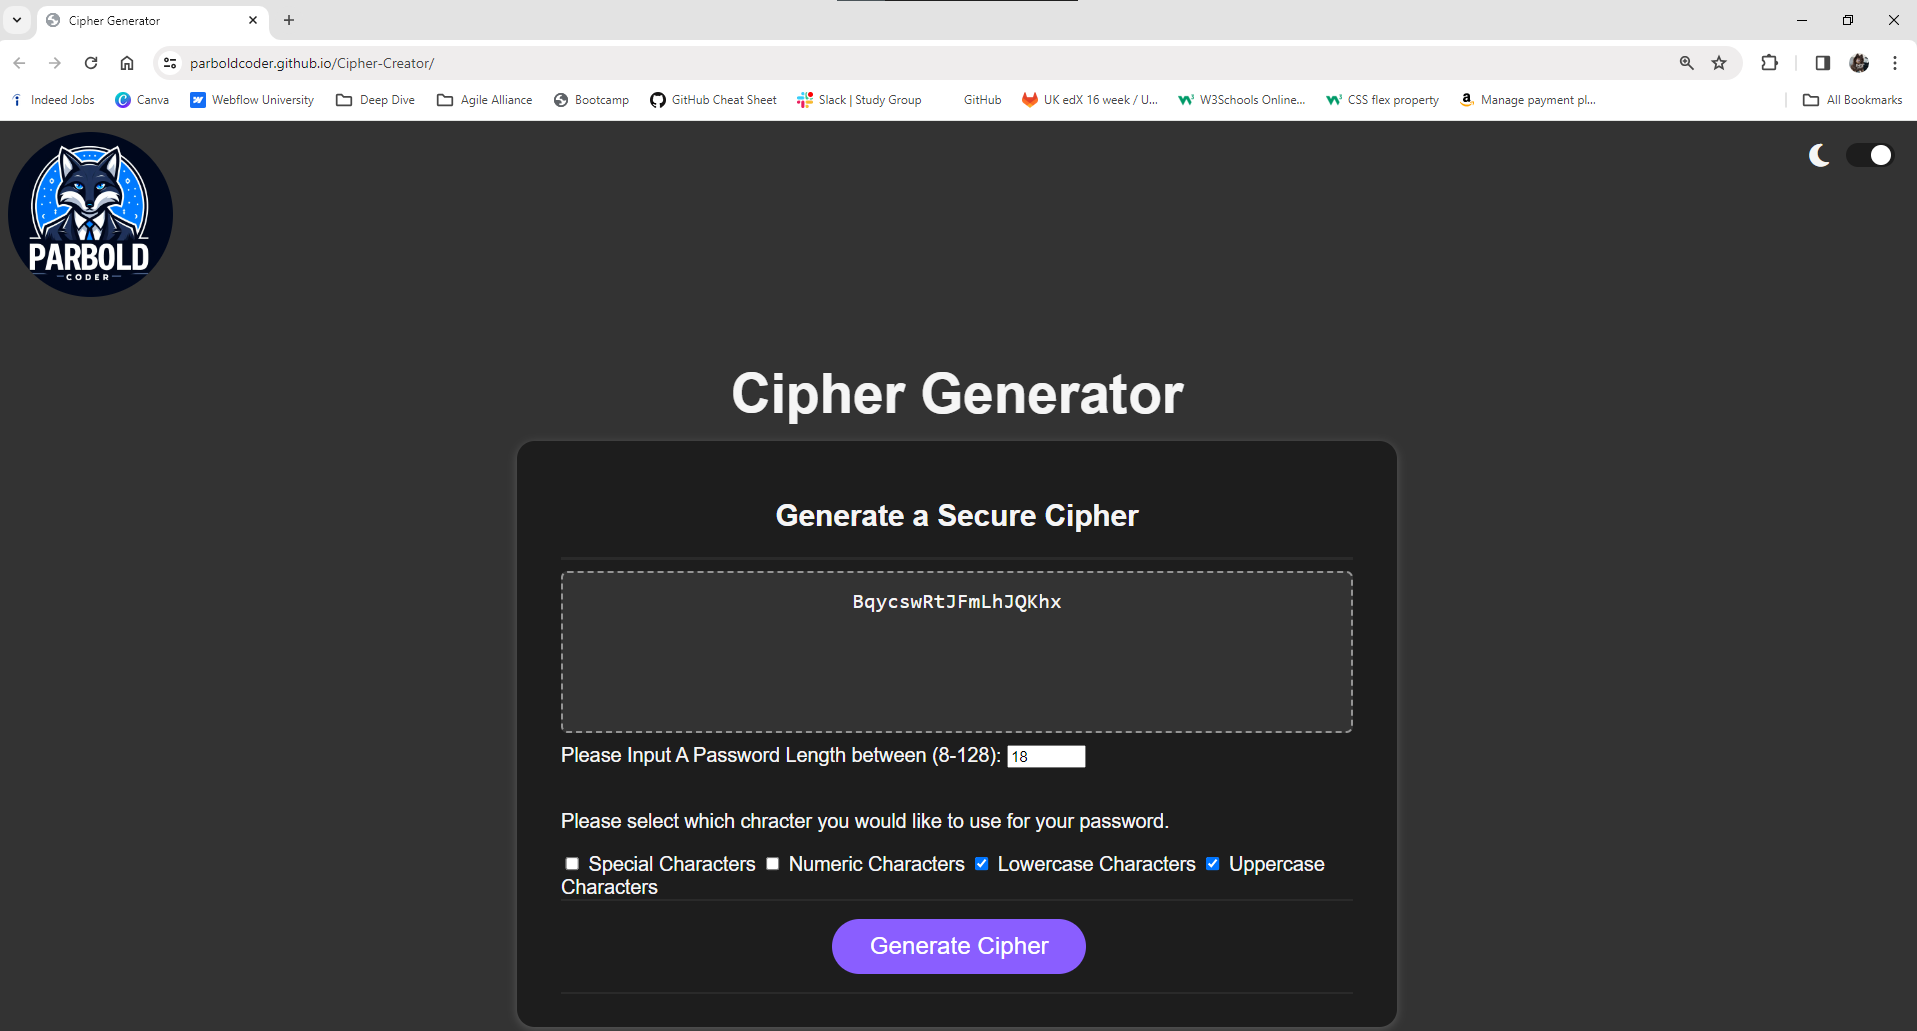 Cipher Generator
parboldcoder.github.io/Cipher-Creator/
Indeed Jobs Canva Webflow University Deep Dive Agile Alliance Bootcamp GitHub Cheat Sheet Slack | Study Group GitHub UK edX 16 week / U... W3Schools Online... CSS flex property Manage payment pl... All Bookmarks
PARBOLD
CODER
Cipher Generator
Generate a Secure Cipher
BqycswRtJFmLhJQKhx
Please Input A Password Length between (8-128): 18
Please select which chracter you would like to use for your password.
Special Characters Numeric Characters Lowercase Characters Uppercase
Characters
Generate Cipher